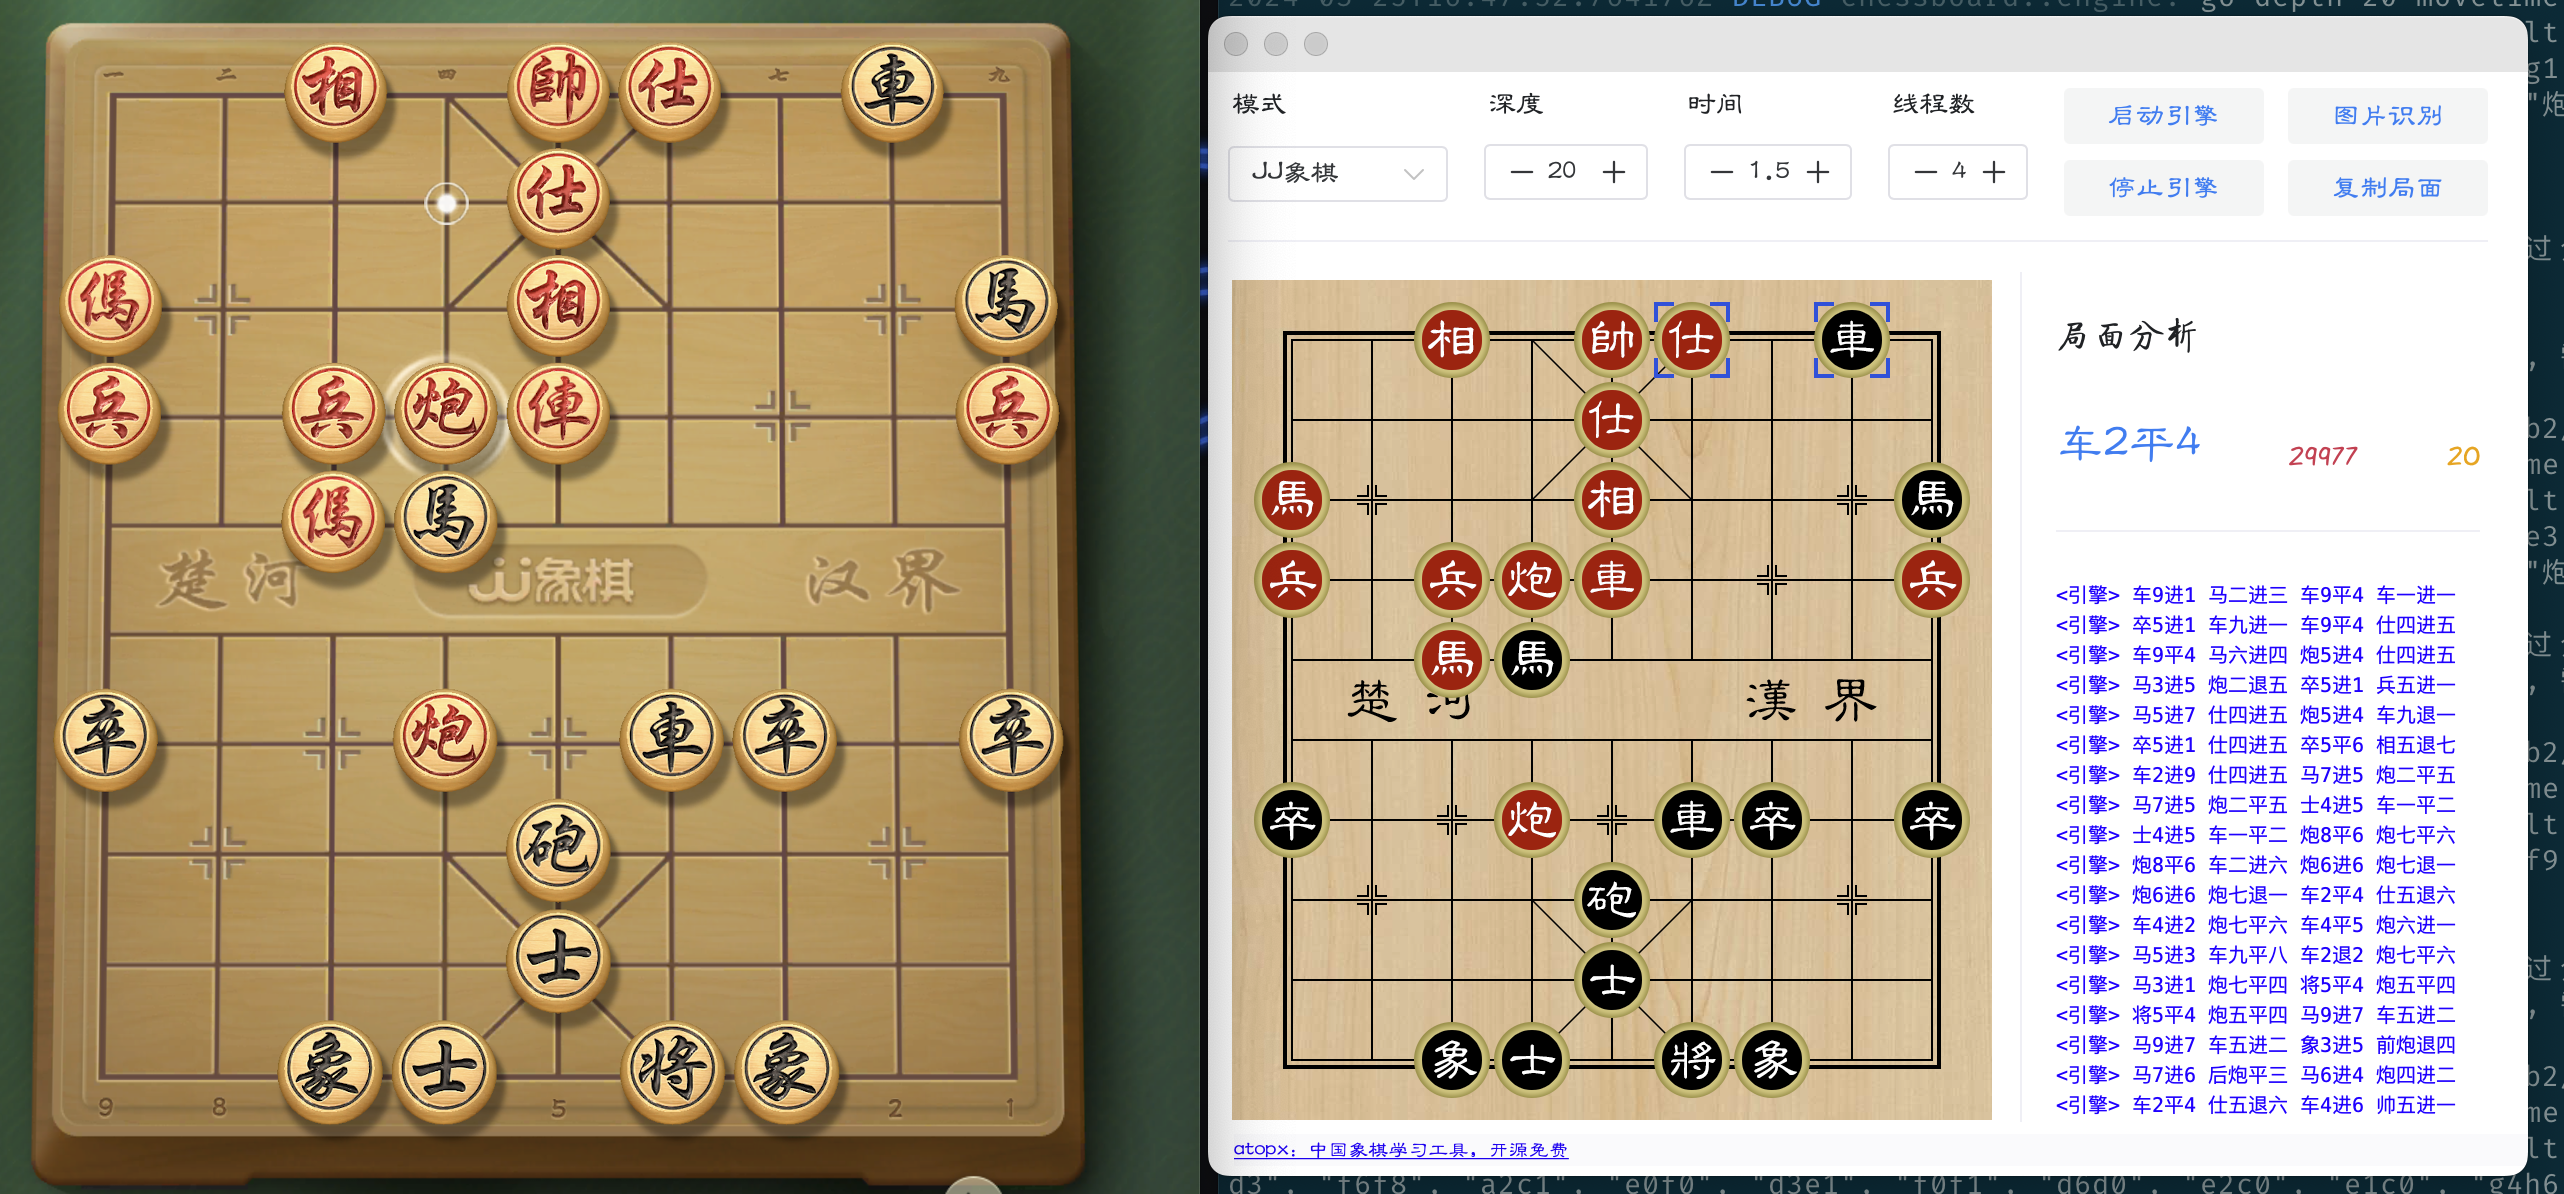 一 二 四 七 九
相 帥 仕 車
仕
傌 相 馬
兵 兵 炮 俥 兵
傌 馬
楚 河 JJ象棋 汉 界
卒 炮 車 卒 卒
砲
士
象 士 将 象
9 8 5 2 1
DEBUG chessboard::engine: go depth 20 movetime
模式 深度 时间 线程数
JJ象棋 − 20 + − 1.5 + − 4 +
启动引擎 图片识别
停止引擎 复制局面
相 帥 仕 車
仕
馬 相 馬
兵 兵 炮 車 兵
馬 馬
楚 河 漢 界
卒 炮 車 卒 卒
砲
士
象 士 將 象
局面分析
车2平4 29977 20
<引擎> 车9进1 马二进三 车9平4 车一进一
<引擎> 卒5进1 车九进一 车9平4 仕四进五
<引擎> 车9平4 马六进四 炮5进4 仕四进五
<引擎> 马3进5 炮二退五 卒5进1 兵五进一
<引擎> 马5进7 仕四进五 炮5进4 车九退一
<引擎> 卒5进1 仕四进五 卒5平6 相五退七
<引擎> 车2进9 仕四进五 马7进5 炮二平五
<引擎> 马7进5 炮二平五 士4进5 车一平二
<引擎> 士4进5 车一平二 炮8平6 炮七平六
<引擎> 炮8平6 车二进六 炮6进6 炮七退一
<引擎> 炮6进6 炮七退一 车2平4 仕五退六
<引擎> 车4进2 炮七平六 车4平5 炮六进一
<引擎> 马5进3 车九平八 车2退2 炮七平六
<引擎> 马3进1 炮七平四 将5平4 炮五平四
<引擎> 将5平4 炮五平四 马9进7 车五进二
<引擎> 马9进7 车五进二 象3进5 前炮退四
<引擎> 马7进6 后炮平三 马6进4 炮四进二
<引擎> 车2平4 仕五退六 车4进6 帅五进一
atopx: 中国象棋学习工具, 开源免费
d3", "f6f8", "a2c1", "e0f0", "d3e1", "f0f1", "d6d0", "e2c0", "e1c0", "g4h6